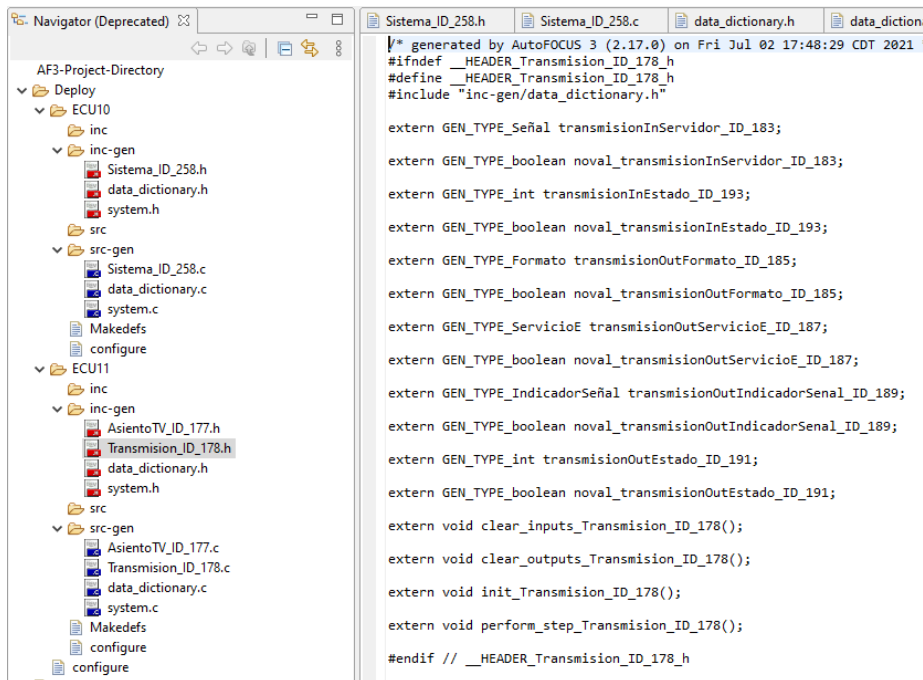 Navigator (Deprecated)
AF3-Project-Directory
Deploy
ECU10
inc
inc-gen
Sistema_ID_258.h
data_dictionary.h
system.h
src
src-gen
Sistema_ID_258.c
data_dictionary.c
system.c
Makedefs
configure
ECU11
inc
inc-gen
AsientoTV_ID_177.h
Transmision_ID_178.h
data_dictionary.h
system.h
src
src-gen
AsientoTV_ID_177.c
Transmision_ID_178.c
data_dictionary.c
system.c
Makedefs
configure
configure
Sistema_ID_258.h Sistema_ID_258.c data_dictionary.h data_diction
/* generated by AutoFOCUS 3 (2.17.0) on Fri Jul 02 17:48:29 CDT 2021
#ifndef __HEADER_Transmision_ID_178_h
#define __HEADER_Transmision_ID_178_h
#include "inc-gen/data_dictionary.h"
extern GEN_TYPE_Señal transmisionInServidor_ID_183;
extern GEN_TYPE_boolean noval_transmisionInServidor_ID_183;
extern GEN_TYPE_int transmisionInEstado_ID_193;
extern GEN_TYPE_boolean noval_transmisionInEstado_ID_193;
extern GEN_TYPE_Formato transmisionOutFormato_ID_185;
extern GEN_TYPE_boolean noval_transmisionOutFormato_ID_185;
extern GEN_TYPE_ServicioE transmisionOutServicioE_ID_187;
extern GEN_TYPE_boolean noval_transmisionOutServicioE_ID_187;
extern GEN_TYPE_IndicadorSeñal transmisionOutIndicadorSenal_ID_189;
extern GEN_TYPE_boolean noval_transmisionOutIndicadorSenal_ID_189;
extern GEN_TYPE_int transmisionOutEstado_ID_191;
extern GEN_TYPE_boolean noval_transmisionOutEstado_ID_191;
extern void clear_inputs_Transmision_ID_178();
extern void clear_outputs_Transmision_ID_178();
extern void init_Transmision_ID_178();
extern void perform_step_Transmision_ID_178();
#endif // __HEADER_Transmision_ID_178_h